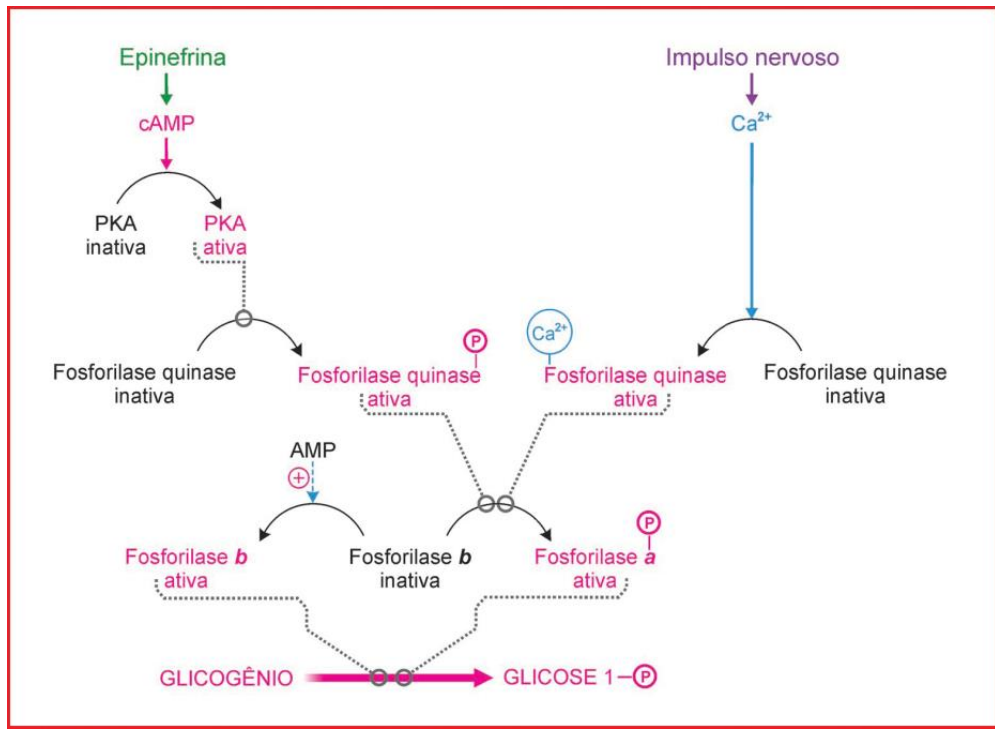 Epinefrina
Impulso nervoso
cAMP
Ca²⁺
PKA
inativa
PKA
ativa
P
Ca²⁺
Fosforilase quinase
inativa
Fosforilase quinase
ativa
Fosforilase quinase
ativa
Fosforilase quinase
inativa
AMP
+
P
Fosforilase b
ativa
Fosforilase b
inativa
Fosforilase a
ativa
GLICOGÊNIO
GLICOSE 1–P